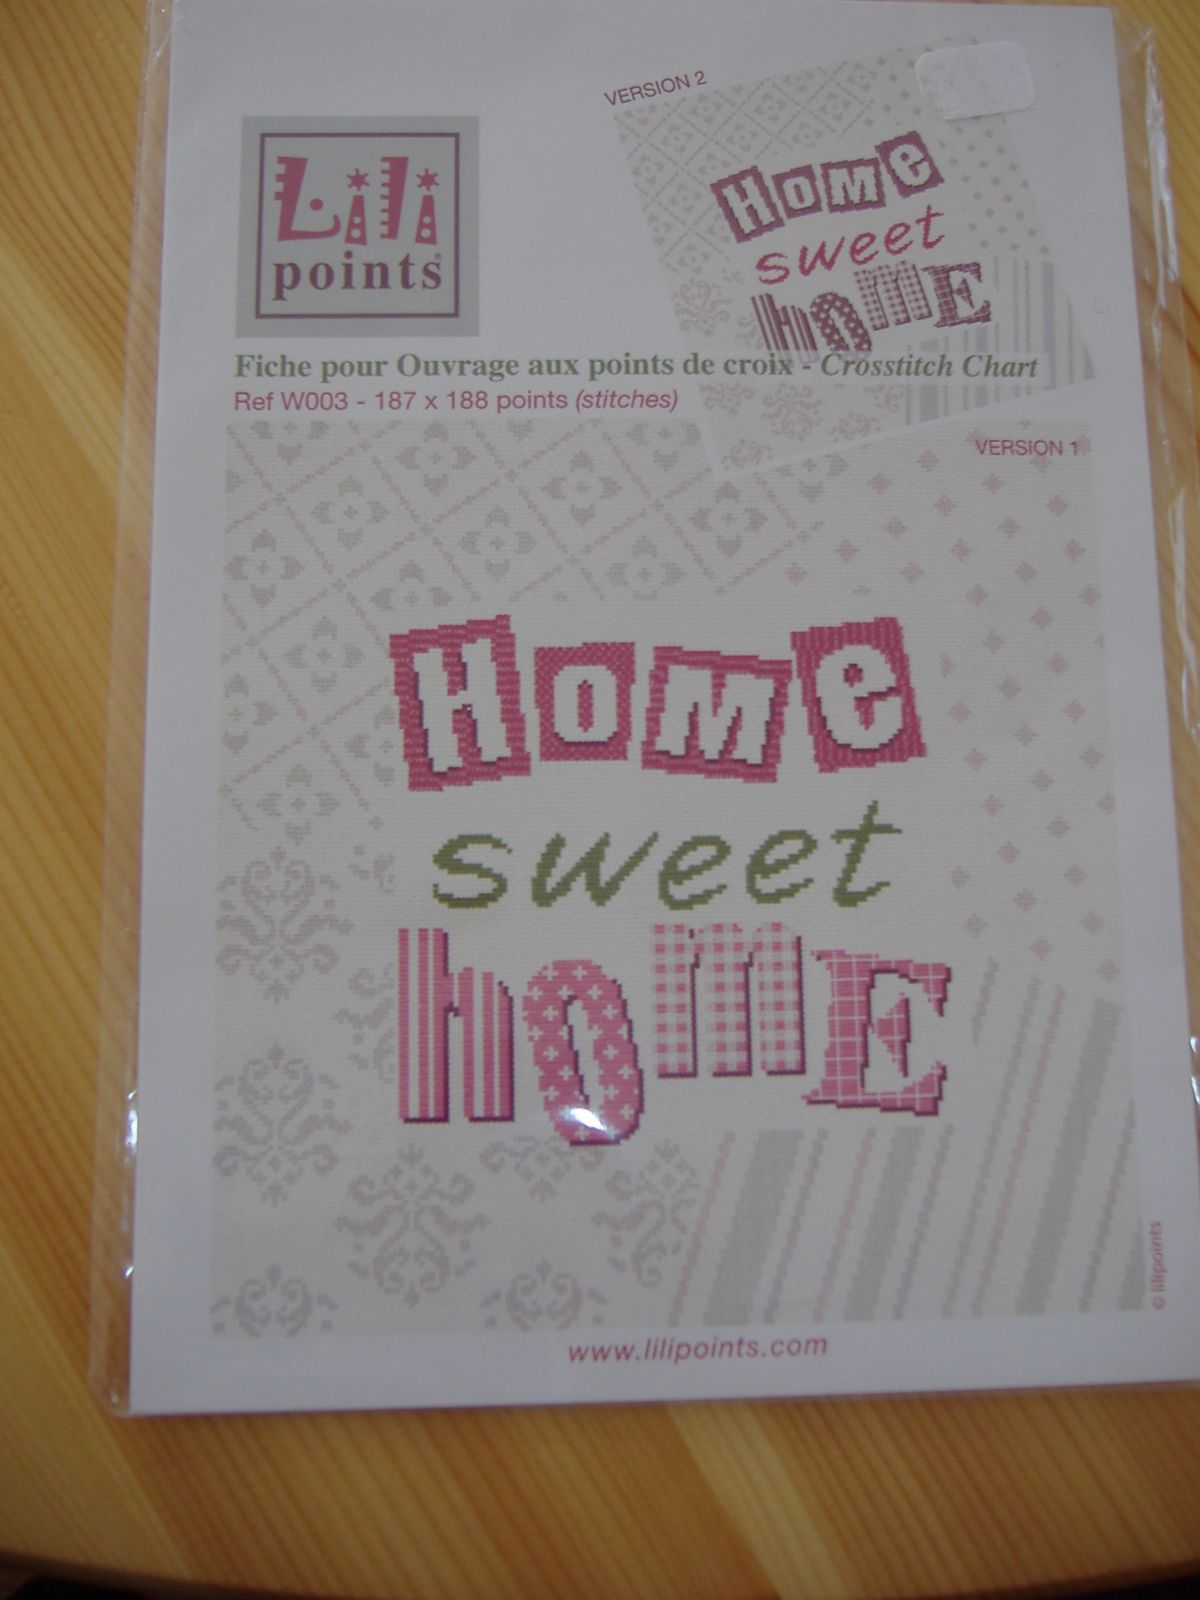 VERSION 2
Lili
points
Home
sweet
home
Fiche pour Ouvrage aux points de croix - Crosstitch Chart
Ref W003 - 187 x 188 points (stitches)
VERSION 1
Home
sweet
homE
© lilipoints
www.lilipoints.com